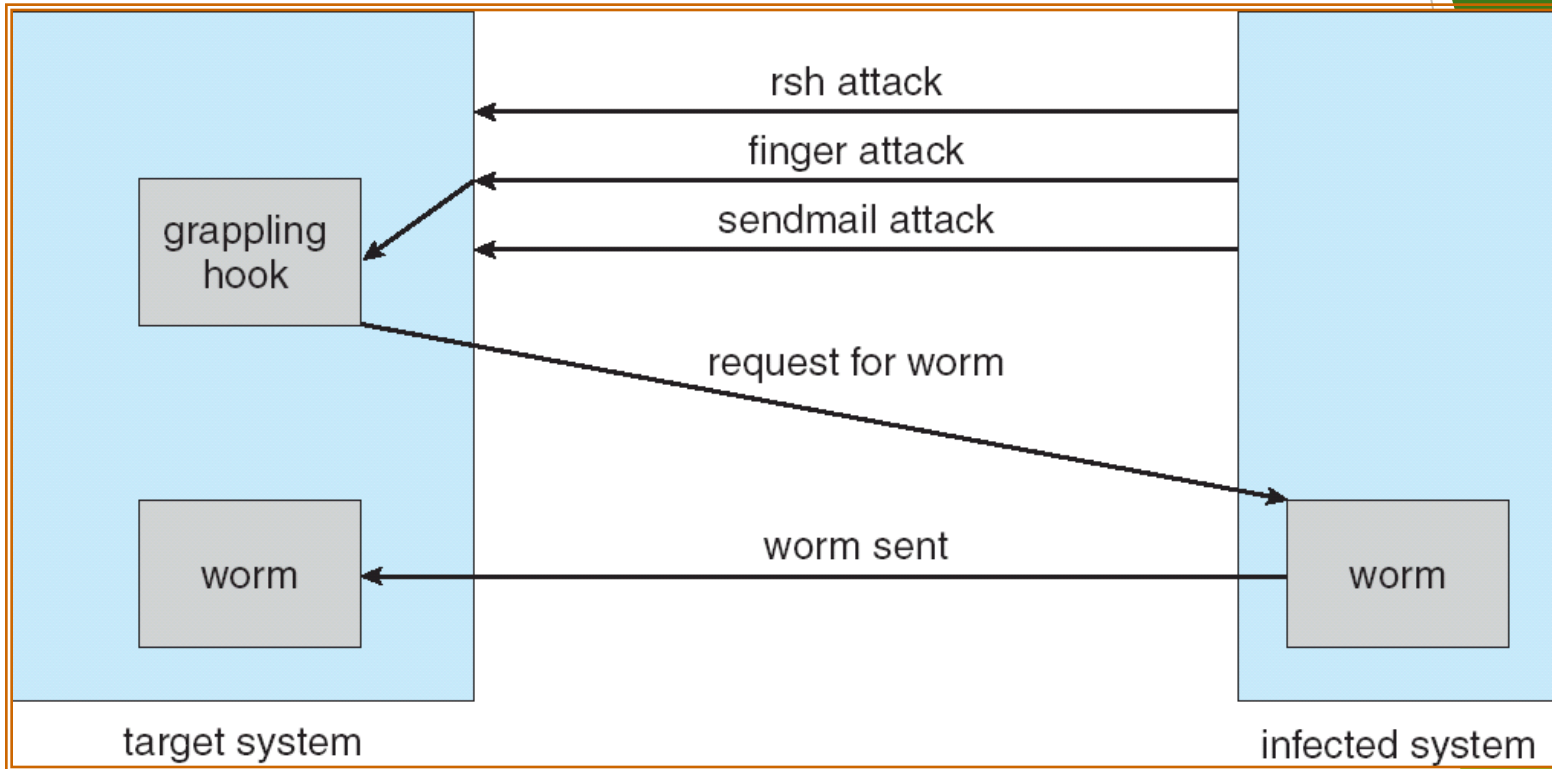 rsh attack
finger attack
sendmail attack
grappling
hook
request for worm
worm sent
worm
worm
target system
infected system